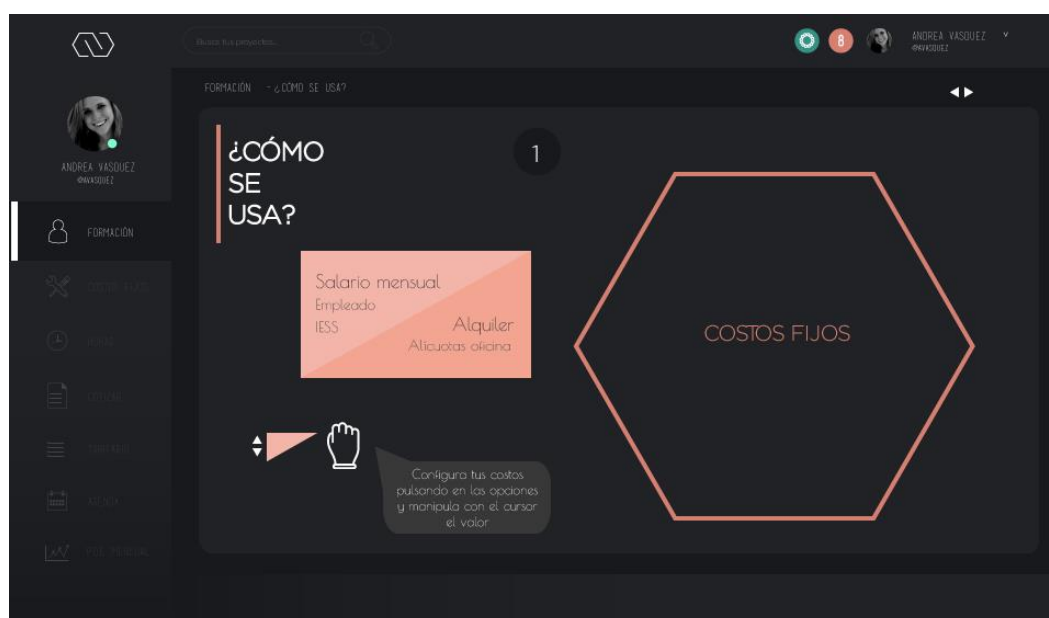 Buscar tus proyectos..
8
ANDREA VASQUEZ
@AVASQUEZ
FORMACIÓN - ¿CÓMO SE USA?
ANDREA VASQUEZ
@AVASQUEZ
FORMACIÓN
COTIZAR
¿CÓMO
SE
USA?
1
Salario mensual
Empleado
IESS
Alquiler
Alicuotas oficina
Configura tus costos
pulsando en las opciones
y manipula con el cursor
el valor
COSTOS FIJOS